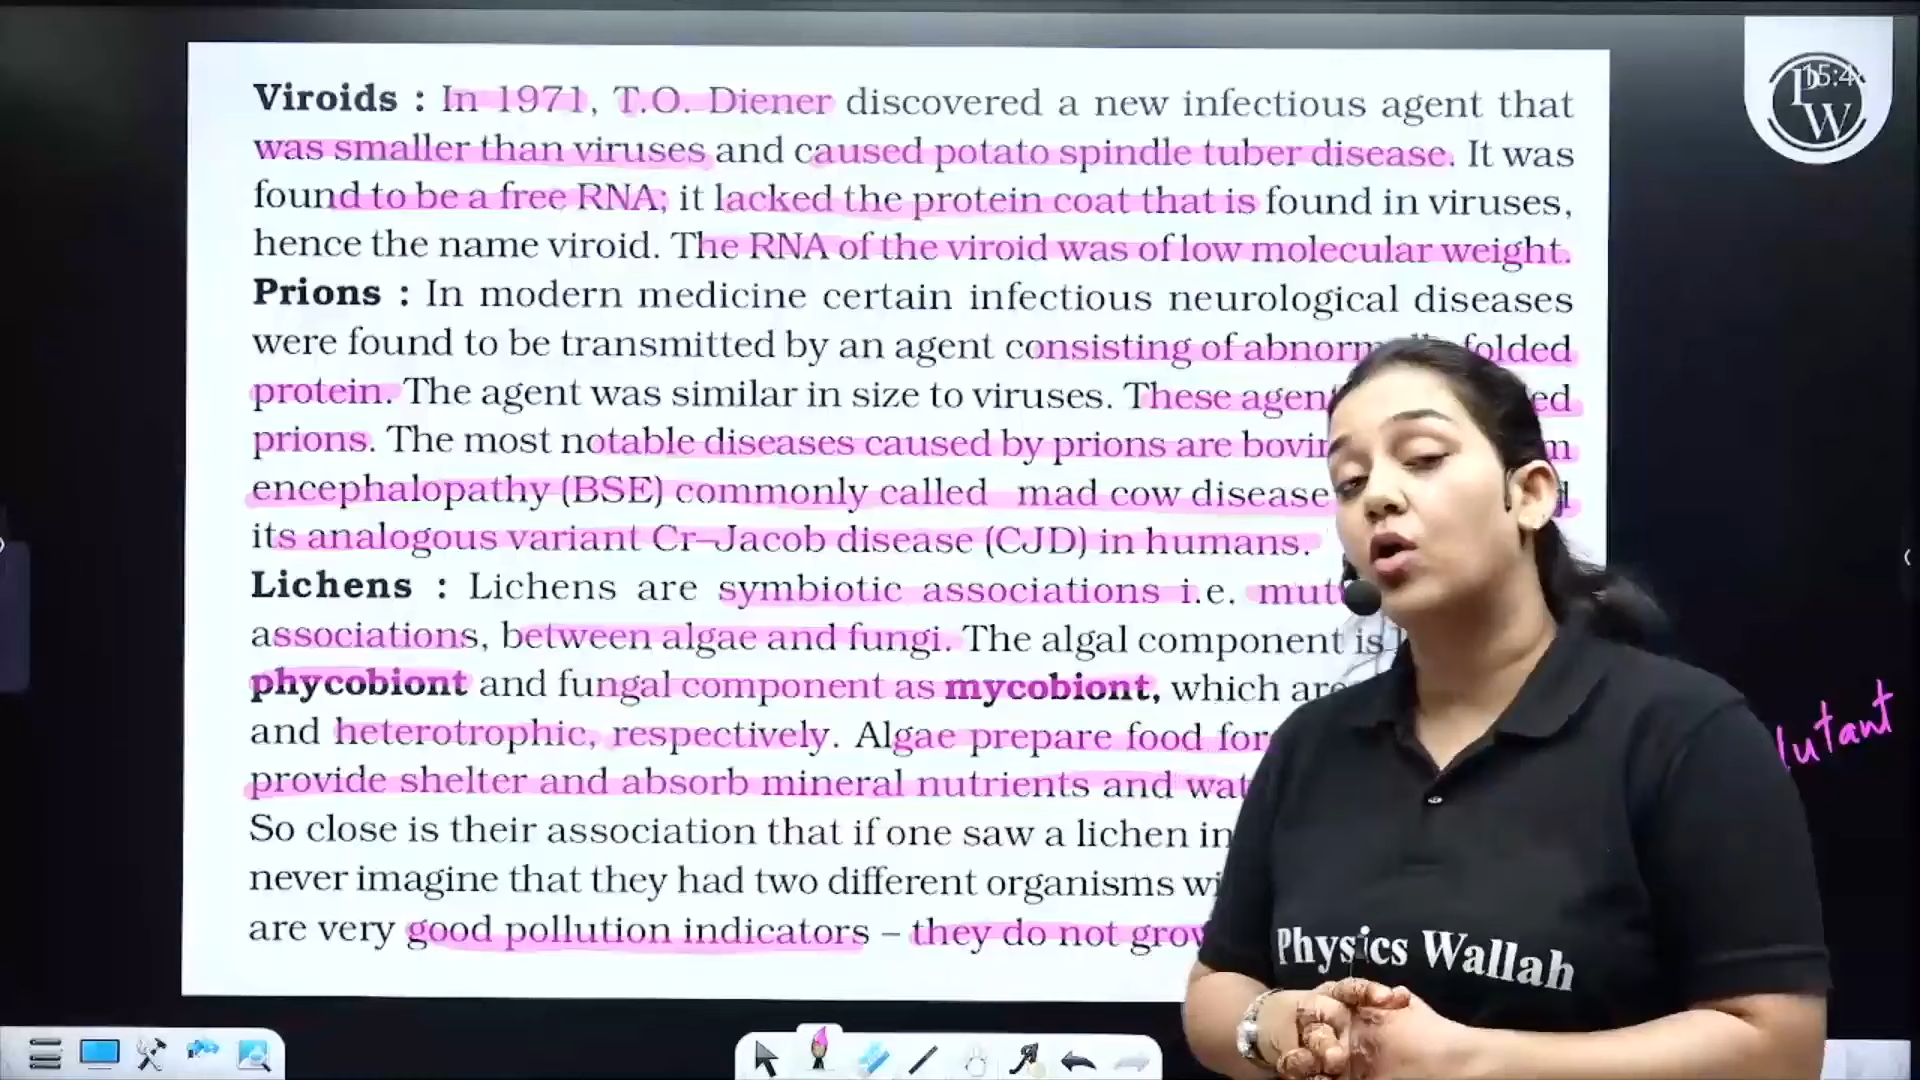 Viroids : In 1971, T.O. Diener discovered a new infectious agent that
was smaller than viruses and caused potato spindle tuber disease. It was
found to be a free RNA; it lacked the protein coat that is found in viruses,
hence the name viroid. The RNA of the viroid was of low molecular weight.
Prions : In modern medicine certain infectious neurological diseases
were found to be transmitted by an agent consisting of folded
protein. The agent was similar in size to viruses. These
prions. The most notable diseases caused by prions are
encephalopathy (BSE) commonly called mad cow disease
its analogous variant Cr–Jacob disease (CJD) in humans.
Lichens : Lichens are symbiotic associations i.e.
associations, between algae and fungi. The algal component is
phycobiont and fungal component as mycobiont, which are
and heterotrophic, respectively. Algae prepare food for
provide shelter and absorb mineral nutrients and
So close is their association that if one saw a lichen in
never imagine that they had two different organisms
are very good pollution indicators – they do not
lutant
PW
15:4
Physics Wallah